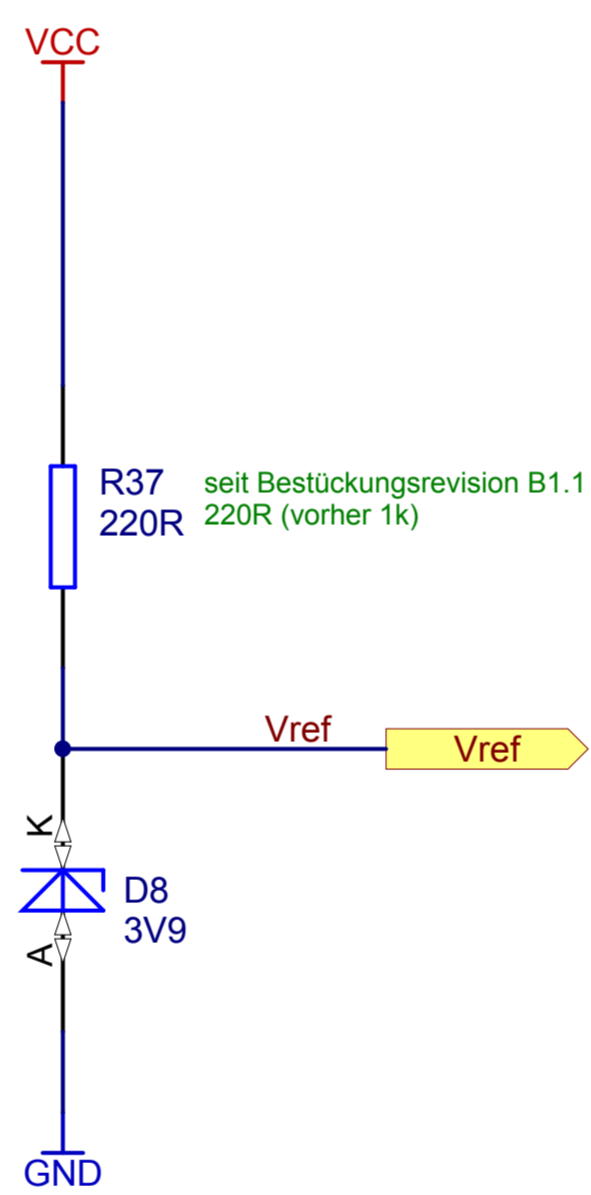 VCC
R37
220R
seit Bestückungsrevision B1.1
220R (vorher 1k)
Vref
Vref
K
D8
3V9
A
GND